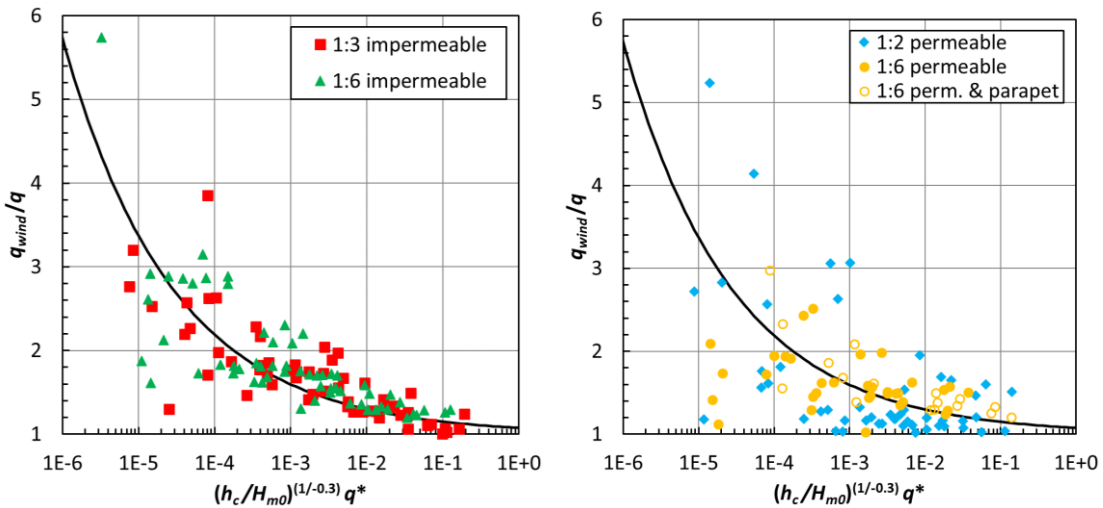 6
5
4
3
2
1
q_wind/q
1:3 impermeable
1:6 impermeable
1E-6 1E-5 1E-4 1E-3 1E-2 1E-1 1E+0
(h_c/H_m0)^(1/-0.3) q*
6
5
4
3
2
1
q_wind/q
1:2 permeable
1:6 permeable
1:6 perm. & parapet
1E-6 1E-5 1E-4 1E-3 1E-2 1E-1 1E+0
(h_c/H_m0)^(1/-0.3) q*